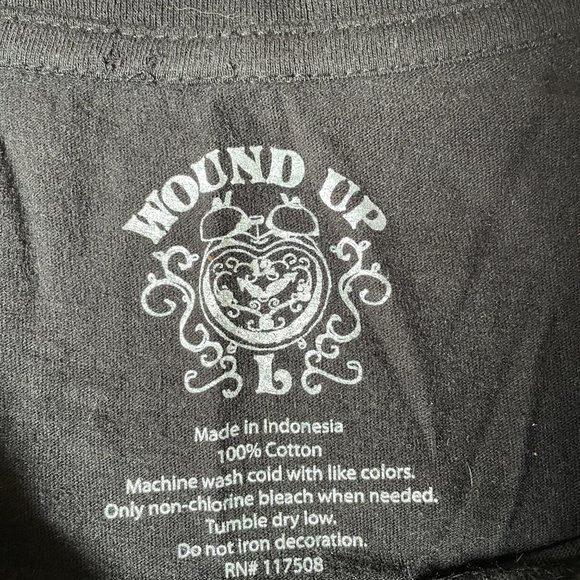 WOUND UP
L
Made in Indonesia
100% Cotton
Machine wash cold with like colors.
Only non-chlorine bleach when needed.
Tumble dry low.
Do not iron decoration.
RN# 117508